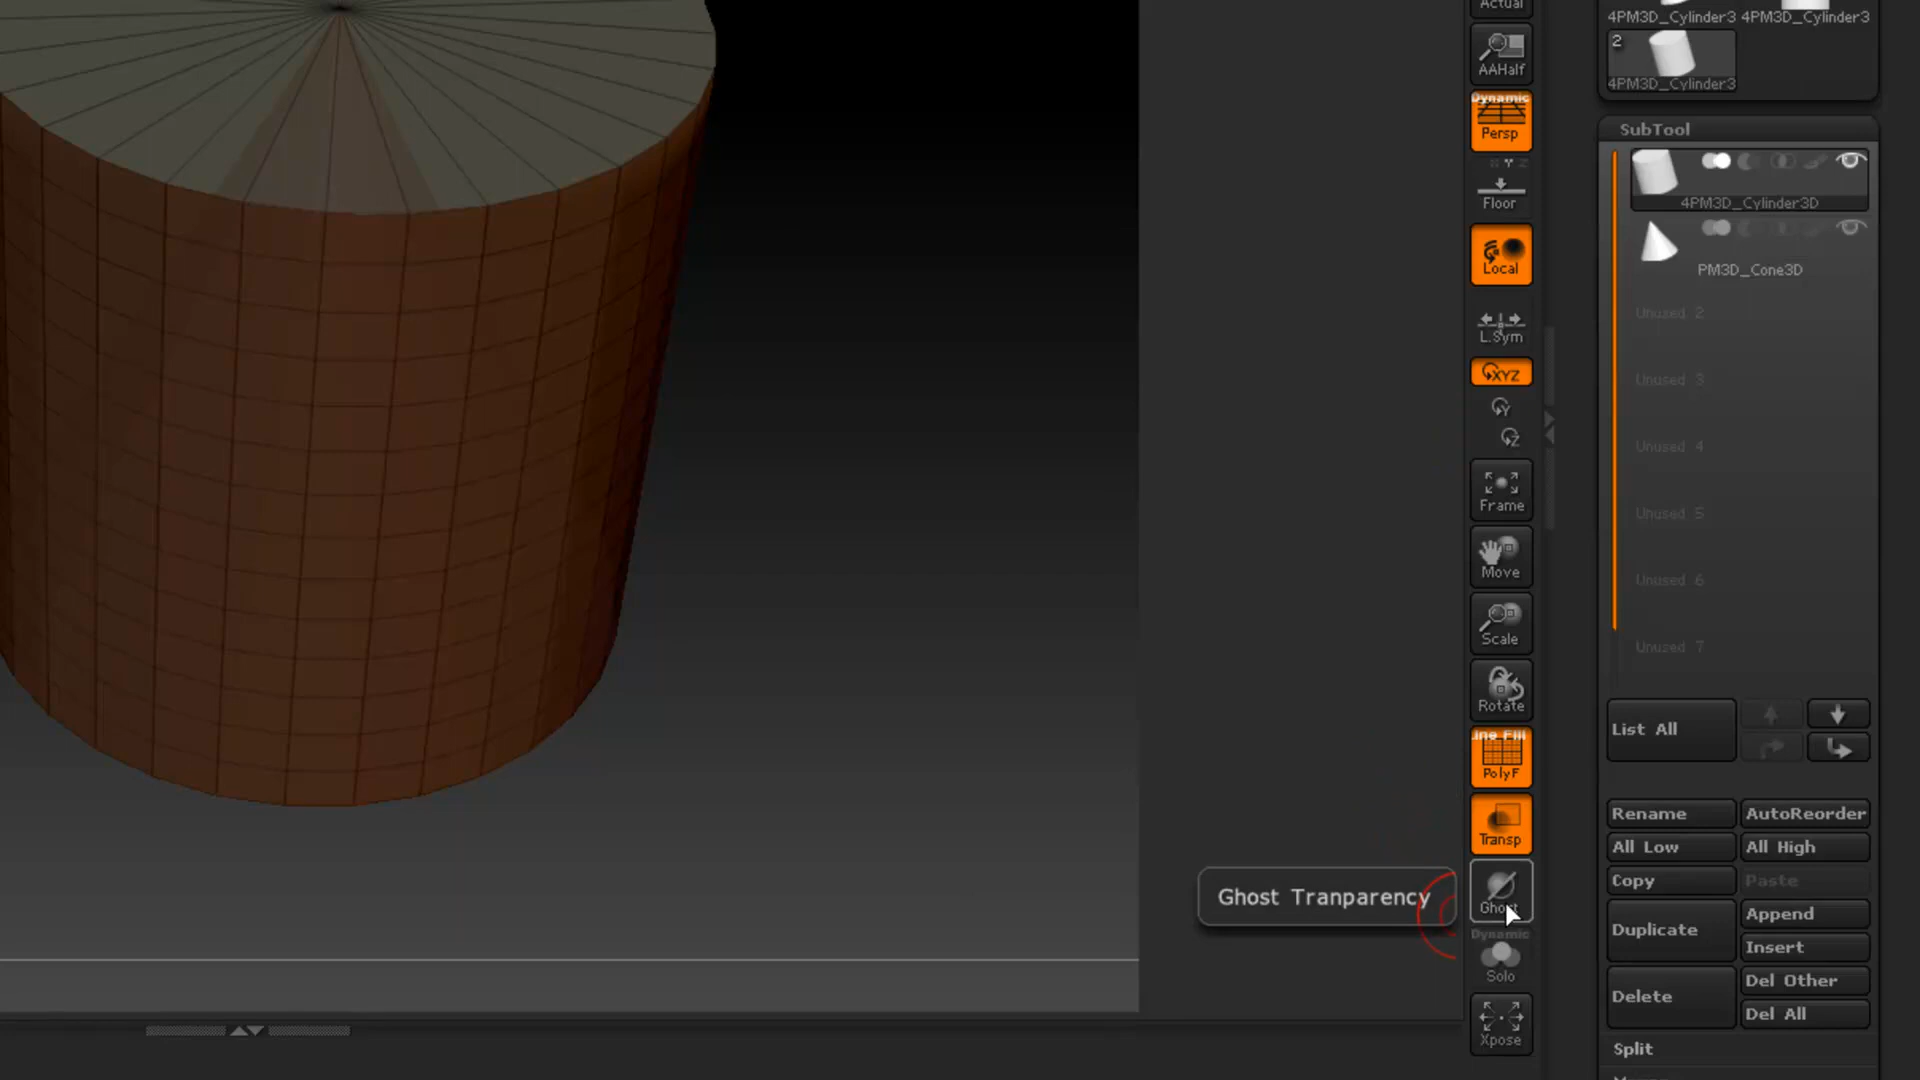 Actual
AAHalf
Dynamic
Persp
Floor
Local
L.Sym
XYZ
Y
Z
Frame
Move
Scale
Rotate
Line Fill
PolyF
Transp
Ghost Tranparency
Ghost
Dynamic
Solo
Xpose
4PM3D_Cylinder3 4PM3D_Cylinder3
2
4PM3D_Cylinder3
SubTool
4PM3D_Cylinder3D
PM3D_Cone3D
Unused 2
Unused 3
Unused 4
Unused 5
Unused 6
Unused 7
List All
Rename AutoReorder
All Low All High
Copy Paste
Duplicate Append
Insert
Delete Del Other
Del All
Split